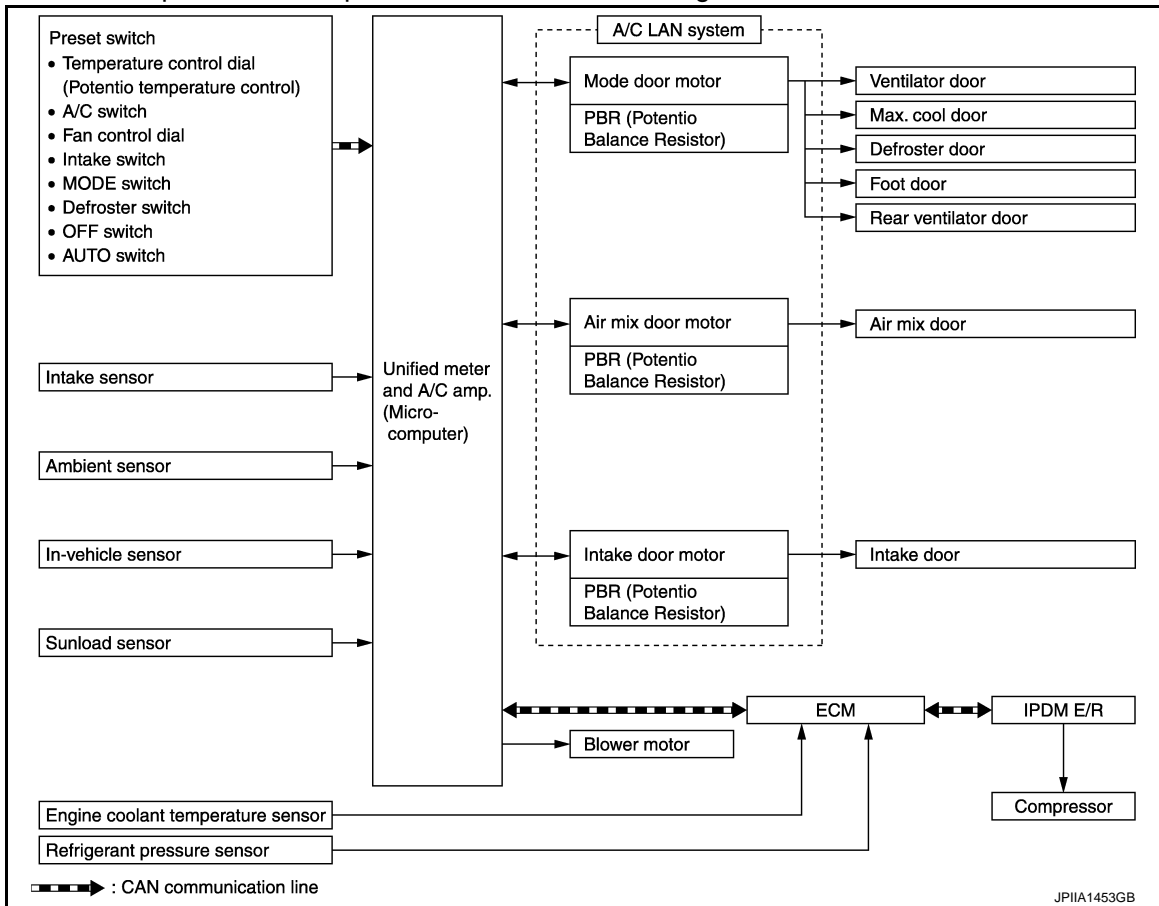 Preset switch
• Temperature control dial
(Potentio temperature control)
• A/C switch
• Fan control dial
• Intake switch
• MODE switch
• Defroster switch
• OFF switch
• AUTO switch
Intake sensor
Ambient sensor
In-vehicle sensor
Sunload sensor
Engine coolant temperature sensor
Refrigerant pressure sensor
: CAN communication line
Unified meter
and A/C amp.
(Micro-
computer)
A/C LAN system
Mode door motor
PBR (Potentio
Balance Resistor)
Air mix door motor
PBR (Potentio
Balance Resistor)
Intake door motor
PBR (Potentio
Balance Resistor)
Ventilator door
Max. cool door
Defroster door
Foot door
Rear ventilator door
Air mix door
Intake door
ECM
IPDM E/R
Blower motor
Compressor
JPIIA1453GB